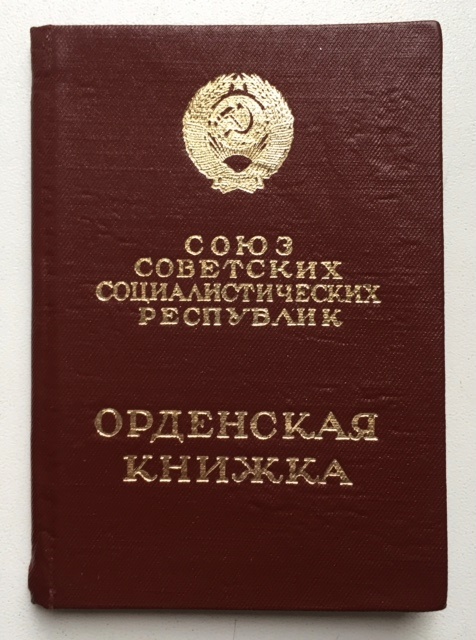 СОЮЗ
СОВЕТСКИХ
СОЦИАЛИСТИЧЕСКИХ
РЕСПУБЛИК
ОРДЕНСКАЯ
КНИЖКА